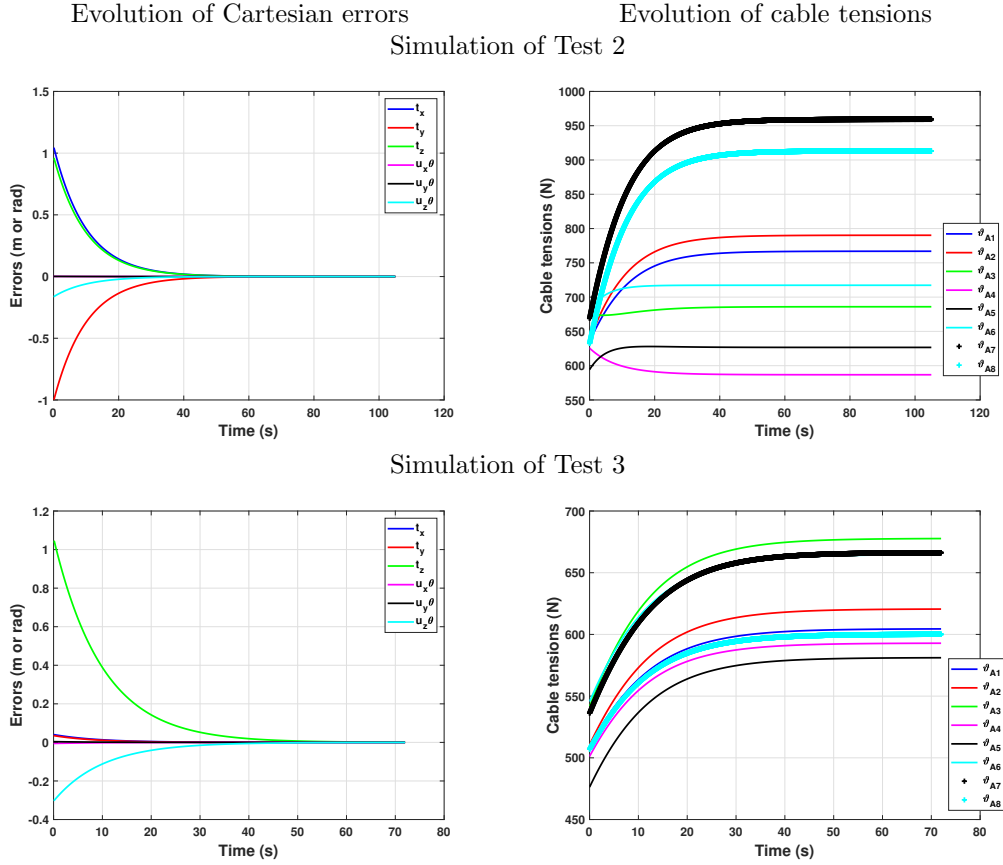 Evolution of Cartesian errors
Evolution of cable tensions
Simulation of Test 2
1.5
1
0.5
0
-0.5
-1
0 20 40 60 80 100 120
Errors (m or rad)
Time (s)
t_x
t_y
t_z
u_xθ
u_yθ
u_zθ
1000
950
900
850
800
750
700
650
600
550
0 20 40 60 80 100 120
Cable tensions (N)
Time (s)
ϑ_A1
ϑ_A2
ϑ_A3
ϑ_A4
ϑ_A5
ϑ_A6
ϑ_A7
ϑ_A8
Simulation of Test 3
1.2
1
0.8
0.6
0.4
0.2
0
-0.2
-0.4
0 10 20 30 40 50 60 70 80
Errors (m or rad)
Time (s)
t_x
t_y
t_z
u_xθ
u_yθ
u_zθ
700
650
600
550
500
450
0 10 20 30 40 50 60 70 80
Cable tensions (N)
Time (s)
ϑ_A1
ϑ_A2
ϑ_A3
ϑ_A4
ϑ_A5
ϑ_A6
ϑ_A7
ϑ_A8